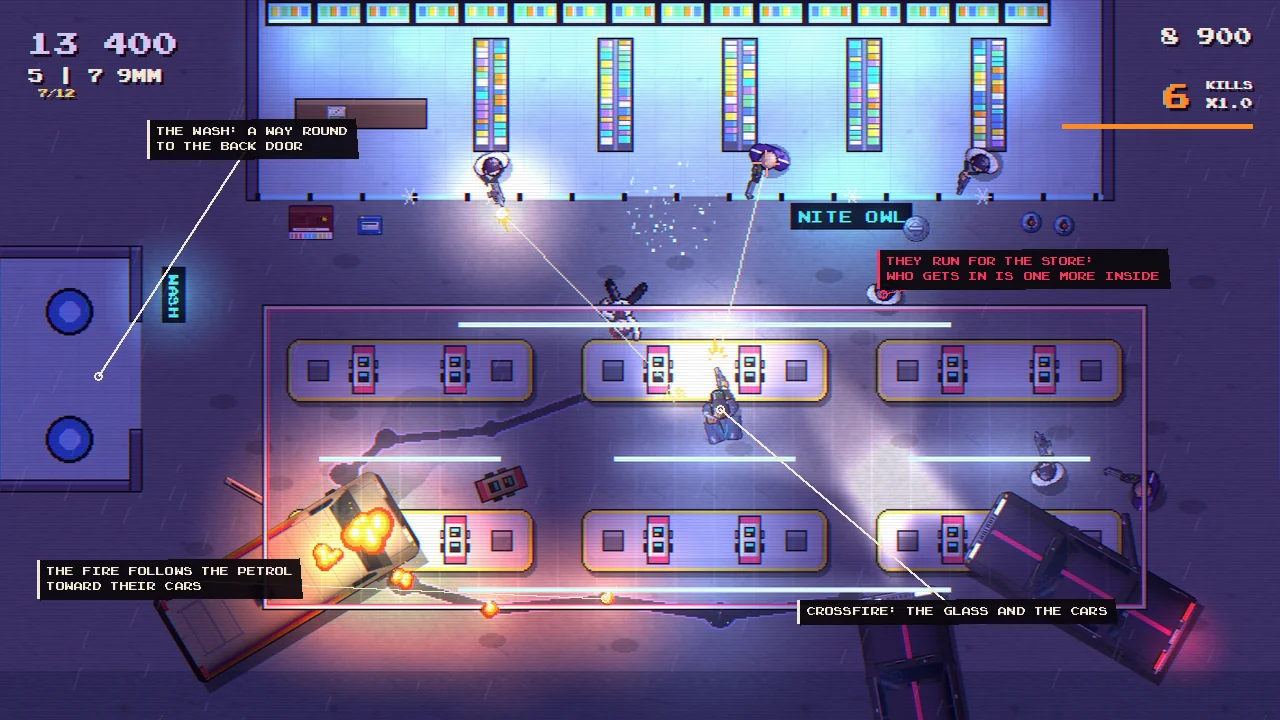 13 400
5 | 7 9MM
7/12
8 900
6 KILLS
X1.0
THE WASH: A WAY ROUND
TO THE BACK DOOR
NITE OWL
THEY RUN FOR THE STORE:
WHO GETS IN IS ONE MORE INSIDE
WASH
THE FIRE FOLLOWS THE PETROL
TOWARD THEIR CARS
CROSSFIRE: THE GLASS AND THE CARS